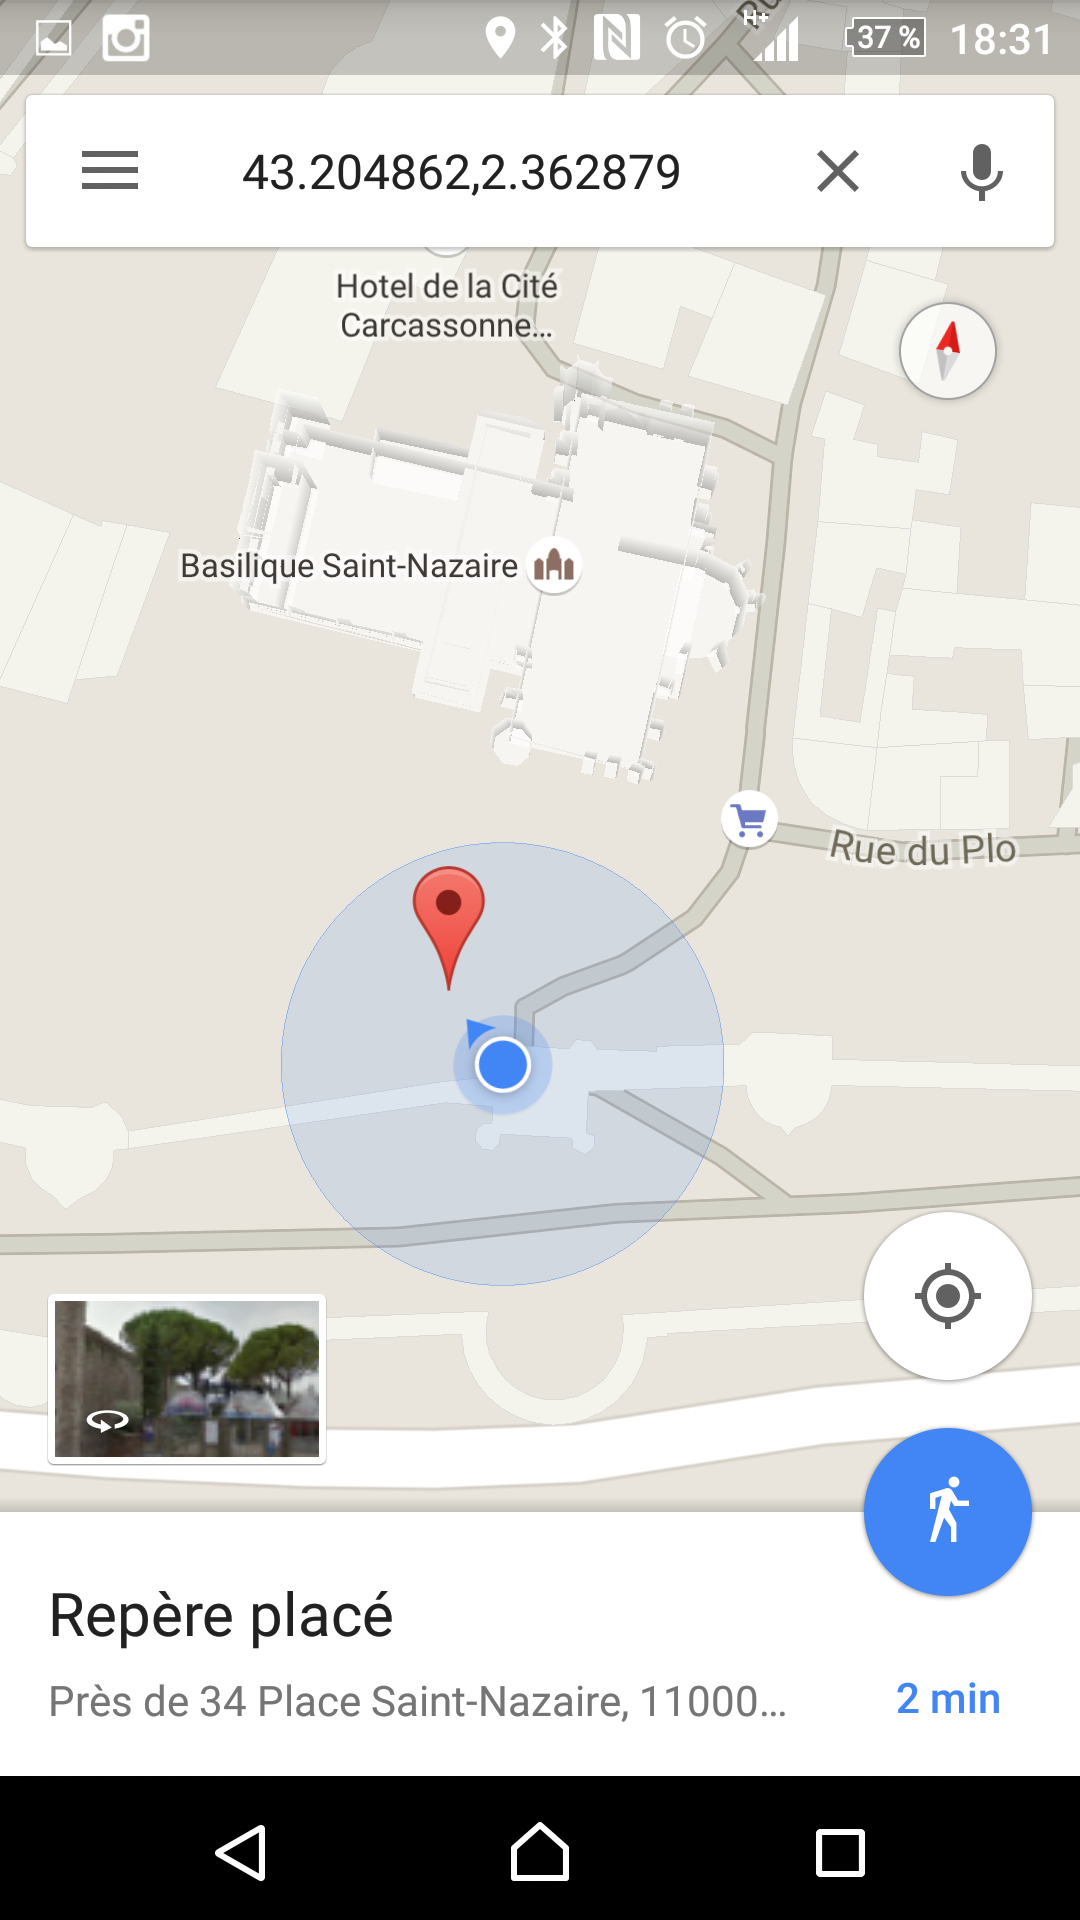 H+
37 %
18:31
43.204862,2.362879
Hotel de la Cité
Carcassonne...
Basilique Saint-Nazaire
Rue du Plo
Repère placé
Près de 34 Place Saint-Nazaire, 11000...
2 min